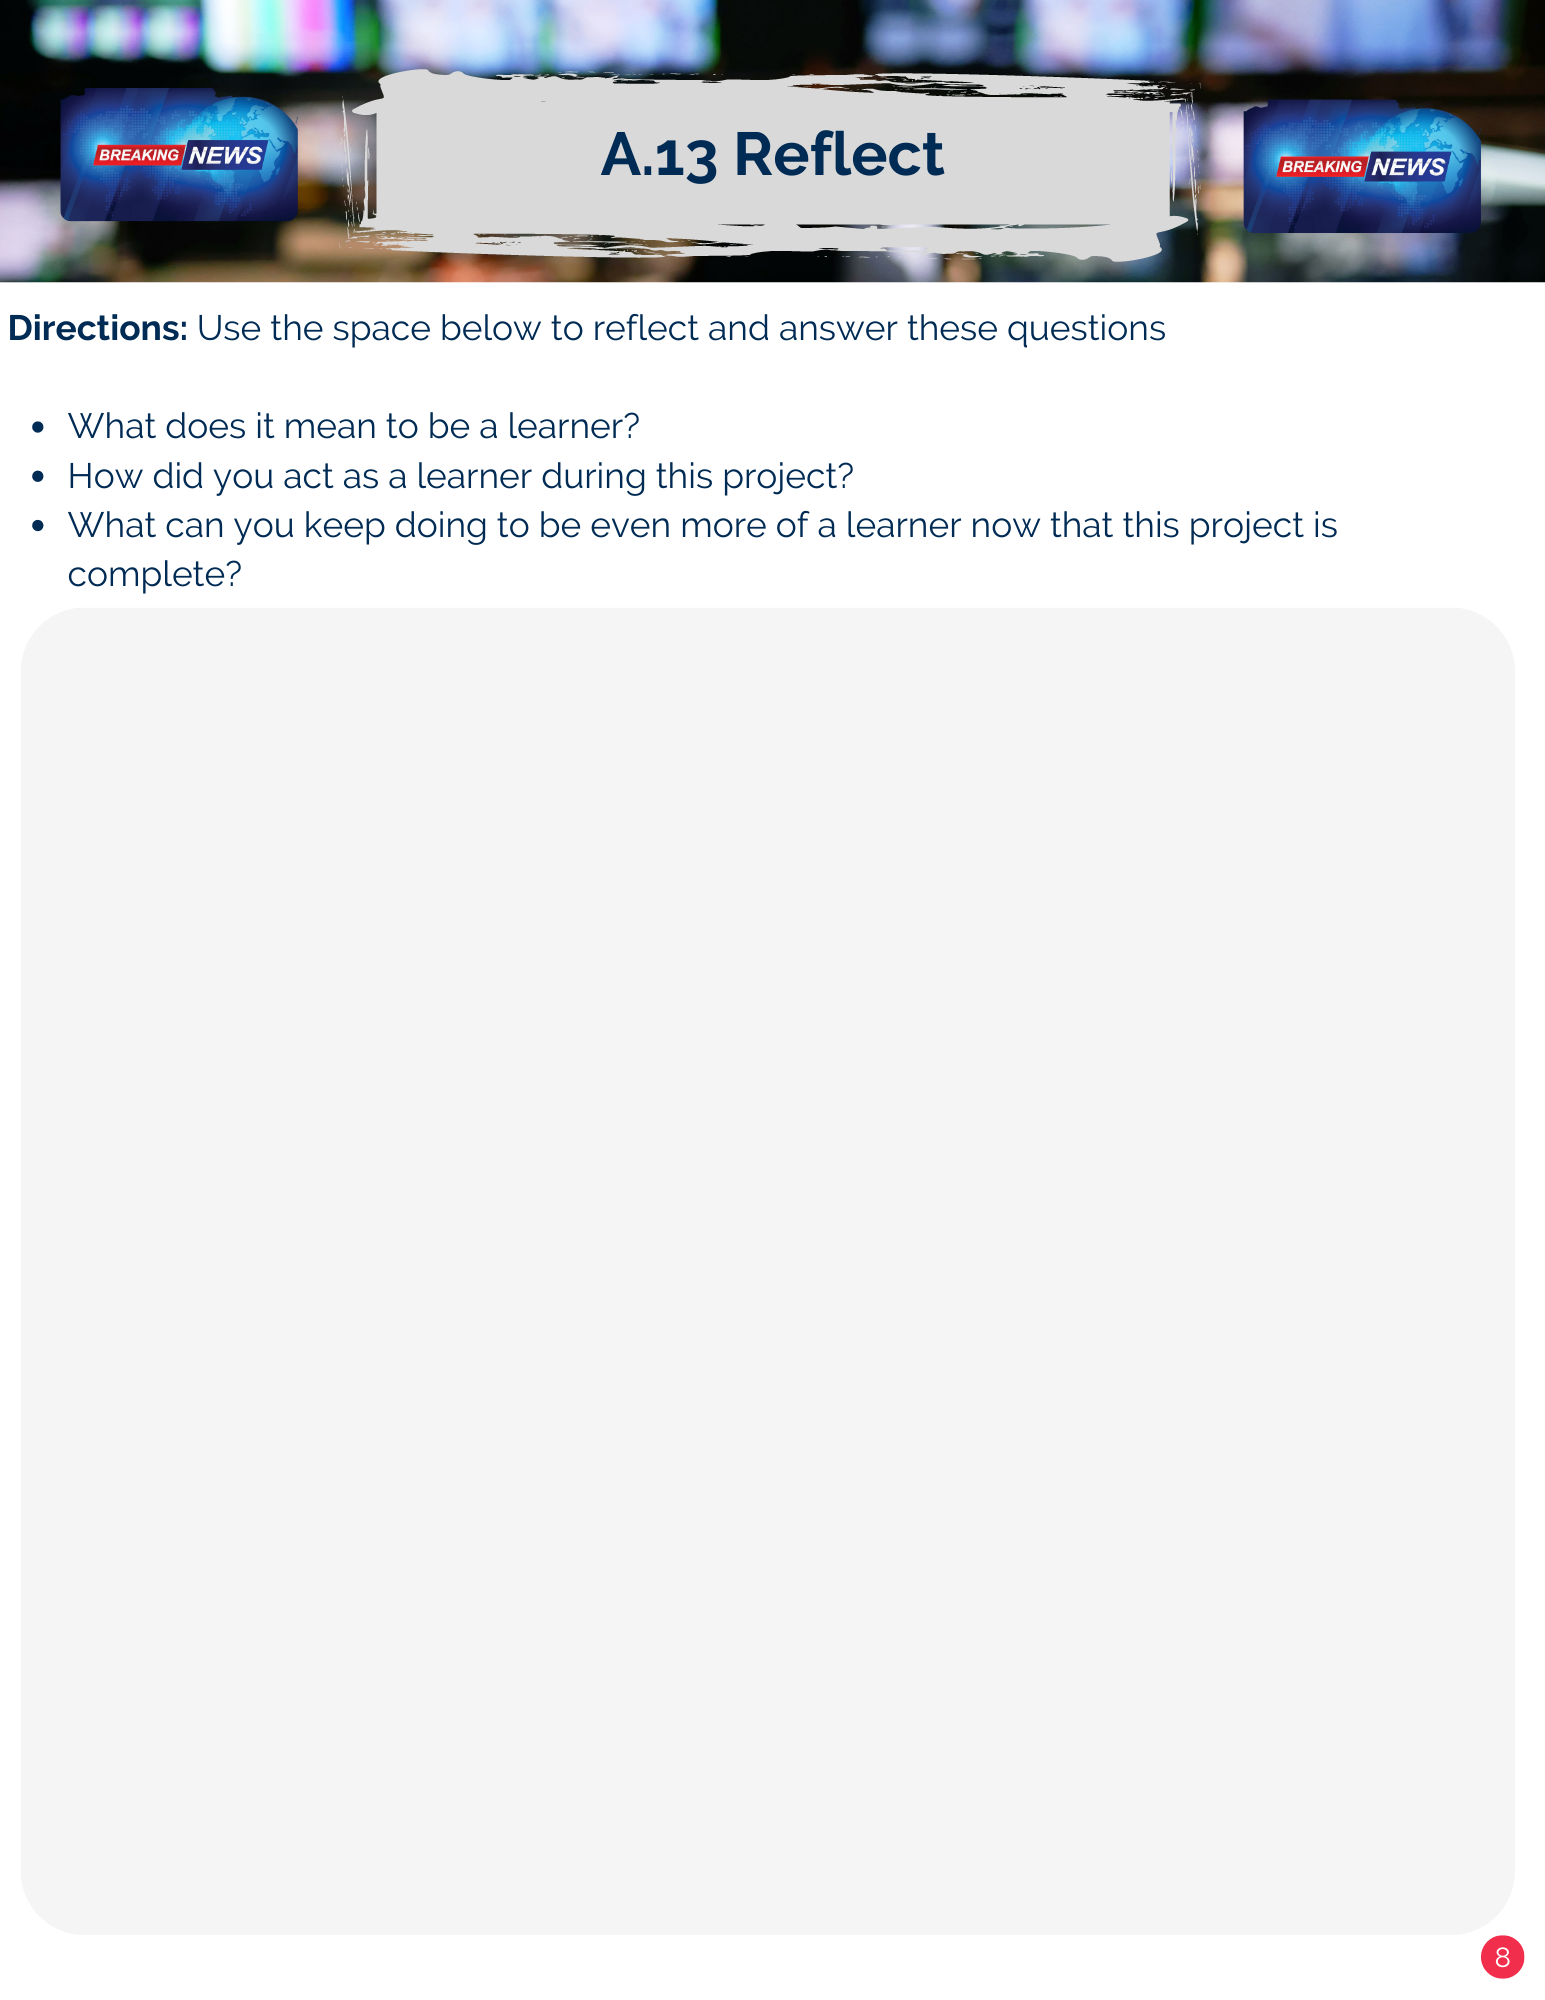 BREAKING NEWS
A.13 Reflect
BREAKING NEWS
Directions: Use the space below to reflect and answer these questions
• What does it mean to be a learner?
• How did you act as a learner during this project?
• What can you keep doing to be even more of a learner now that this project is
complete?
8